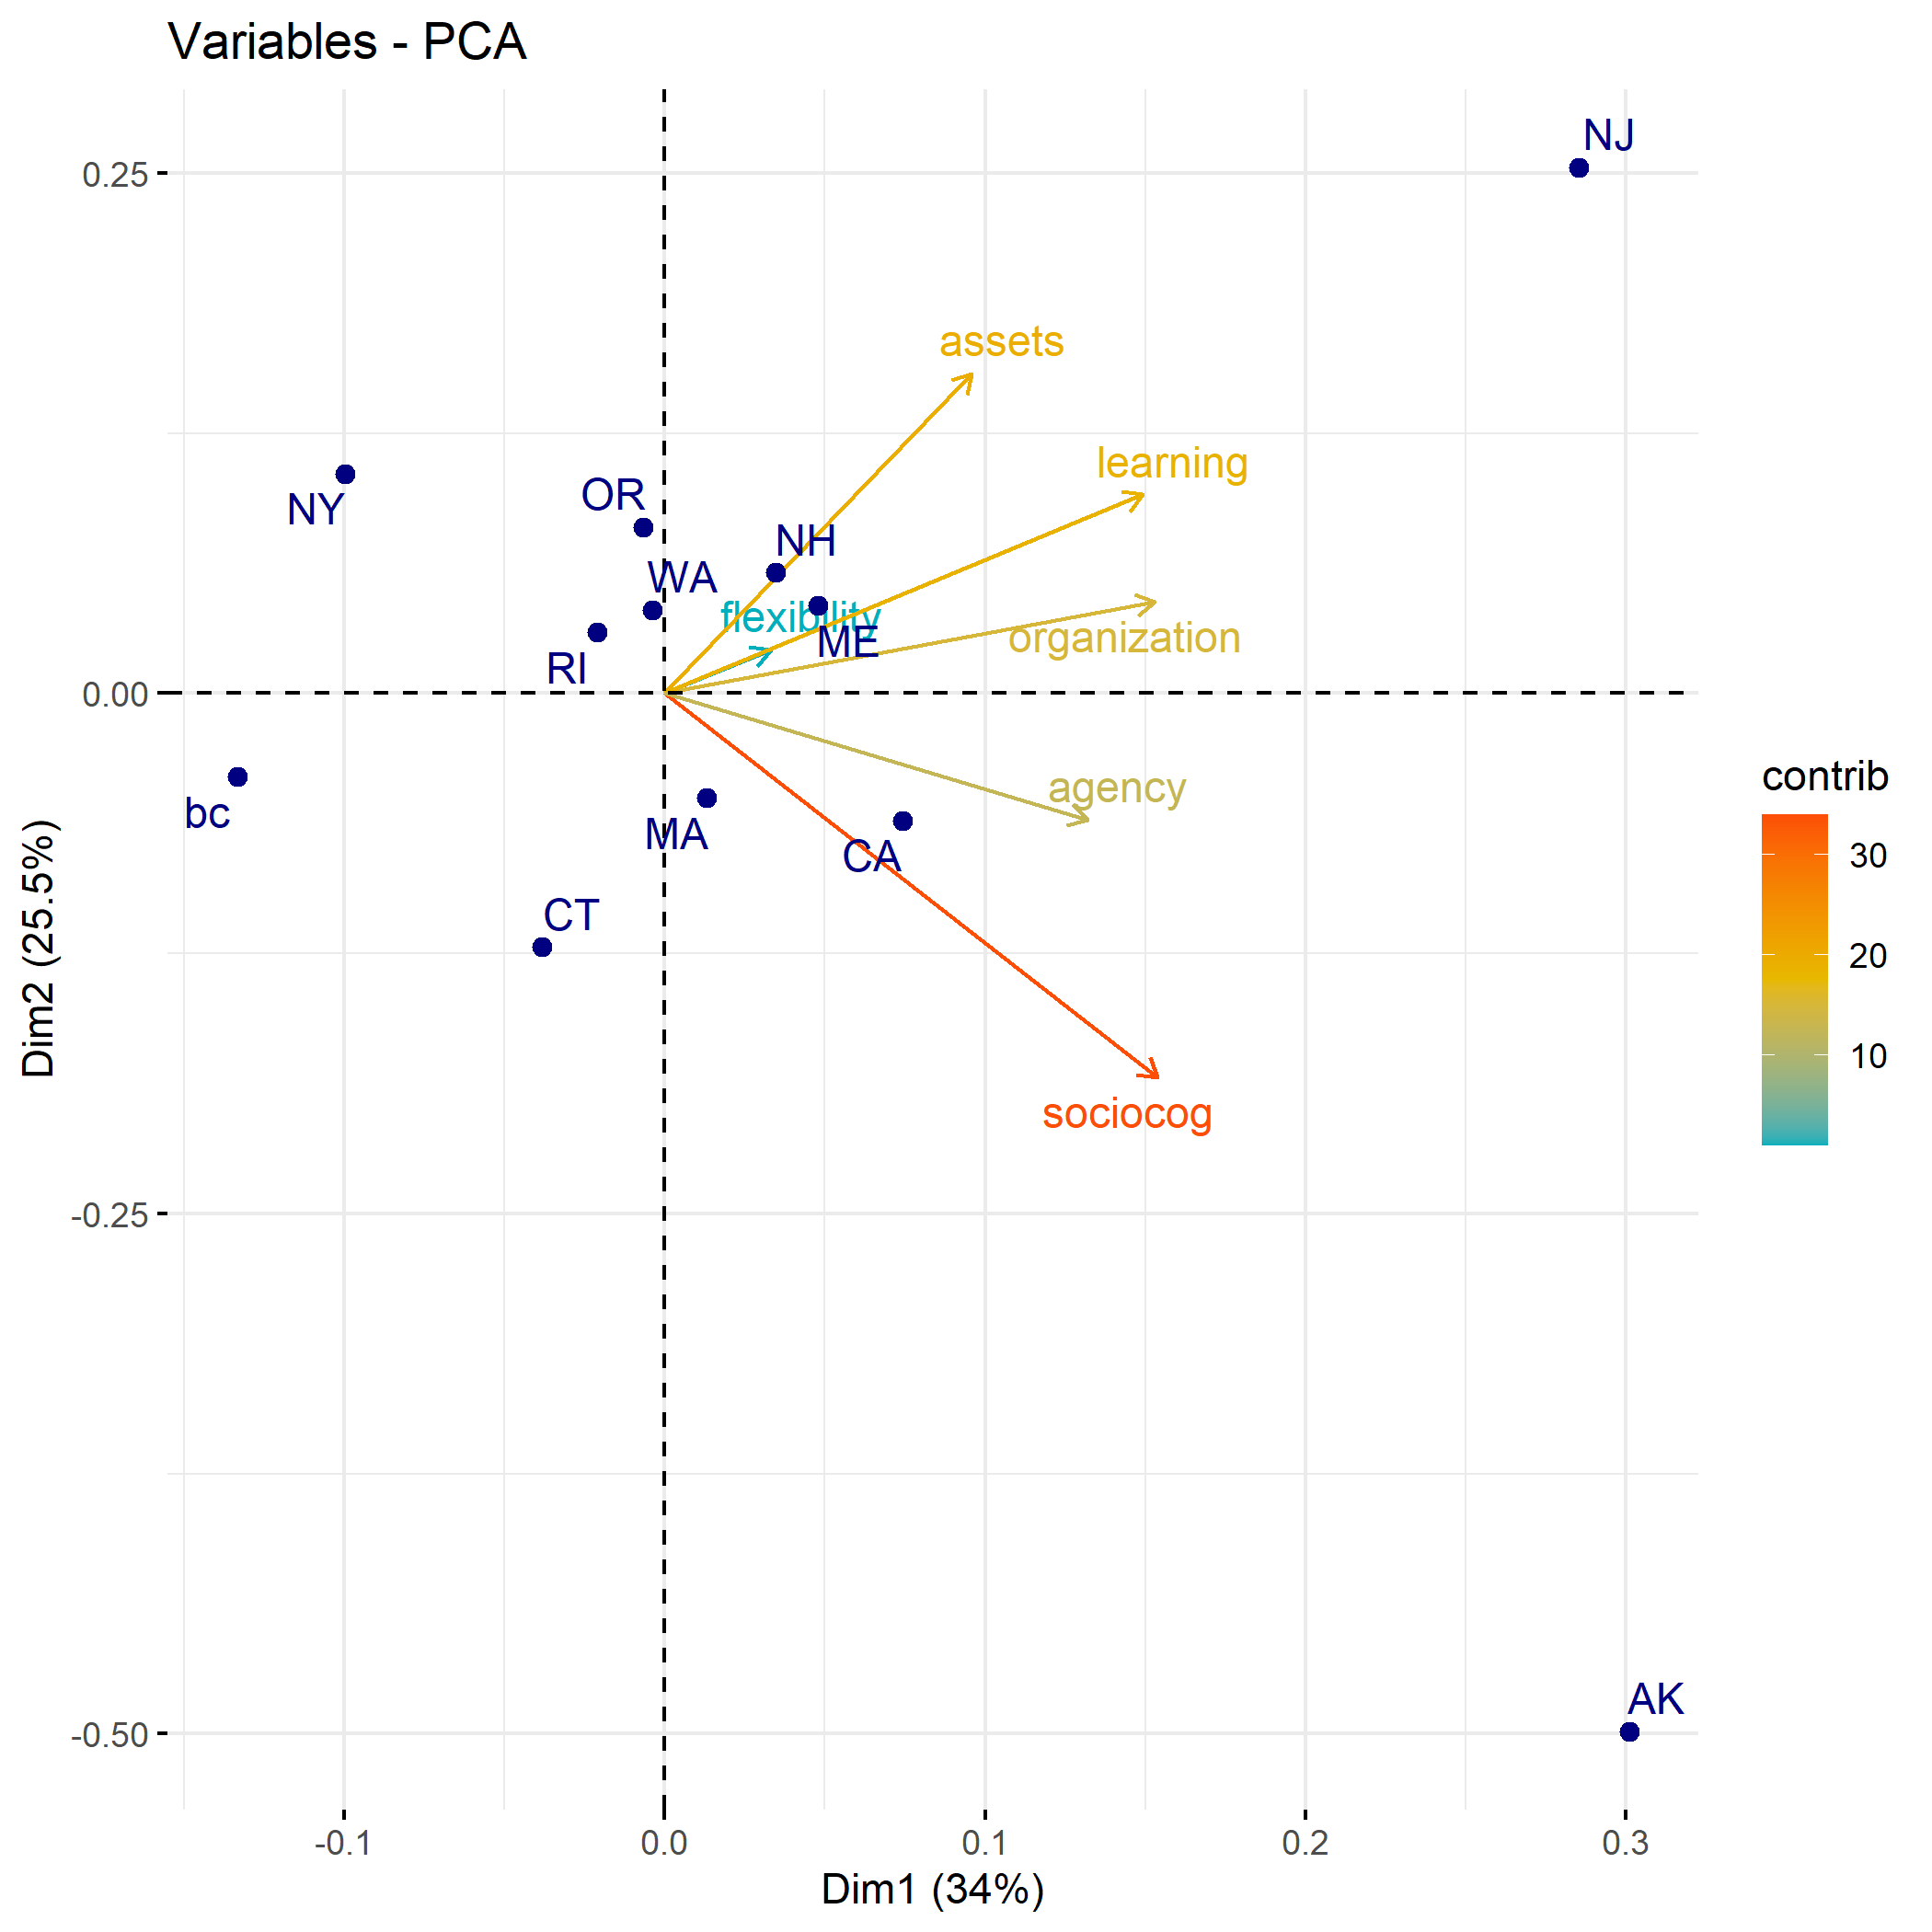 Variables - PCA
NJ
0.25
assets
learning
NY
OR
NH
WA
flexibility
ME
organization
RI
0.00
agency
bc
MA
CA
contrib
30
CT
20
10
sociocog
Dim2 (25.5%)
-0.25
AK
-0.50
-0.1
0.0
0.1
0.2
0.3
Dim1 (34%)